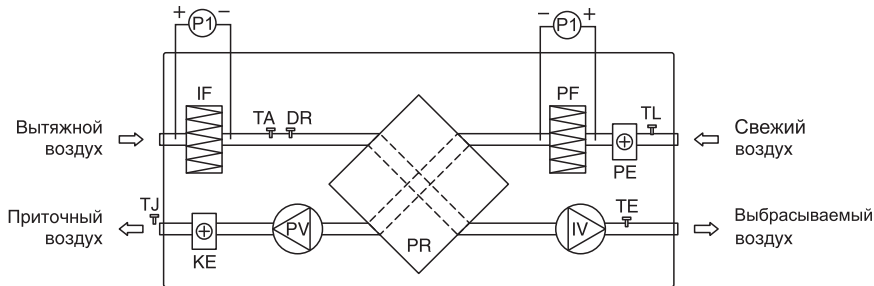 + P1 −
− P1 +
IF
PF
TA DR
TL
Вытяжной
воздух
Свежий
воздух
PE
TJ
TE
Приточный
воздух
PV
PR
IV
Выбрасываемый
воздух
KE